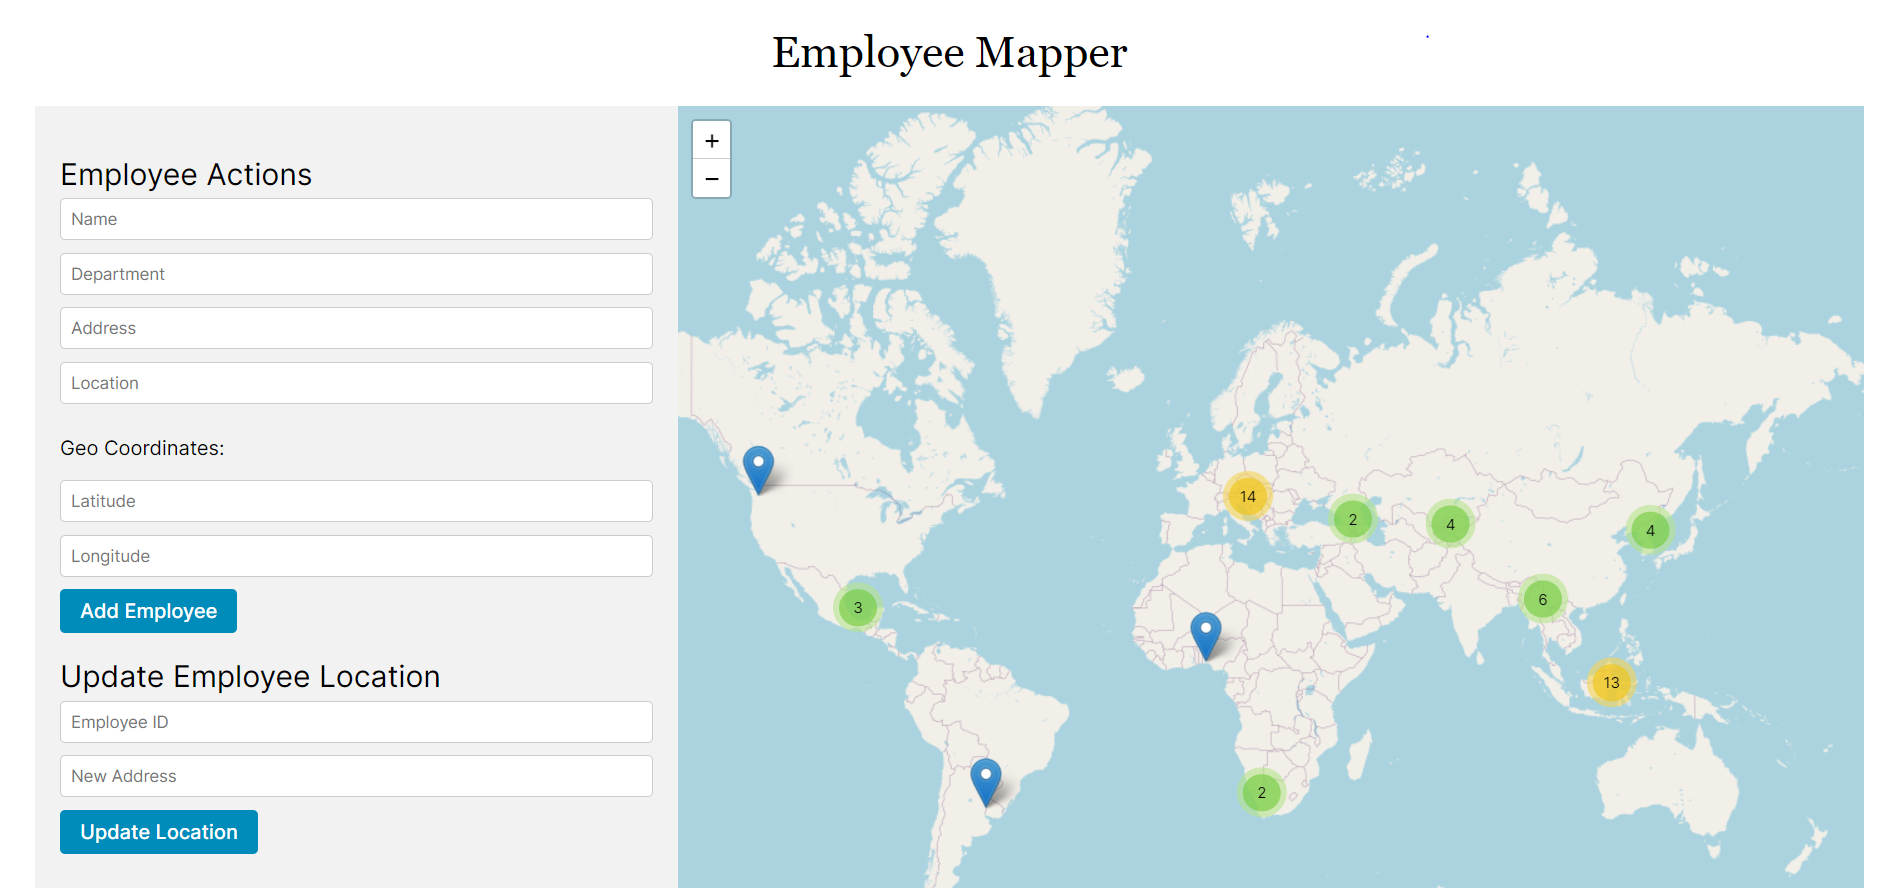 Employee Mapper
Employee Actions
Name
Department
Address
Location
Geo Coordinates:
Latitude
Longitude
Add Employee
Update Employee Location
Employee ID
New Address
Update Location
+
−
14
2
4
4
3
6
13
2